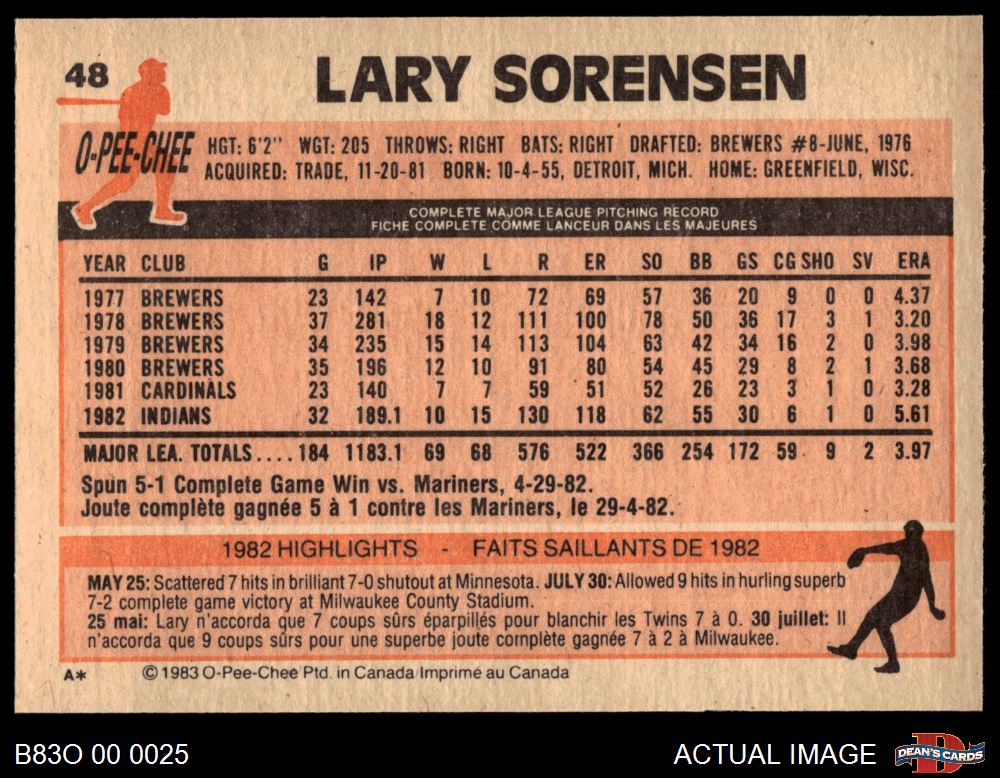 48
LARY SORENSEN
O-PEE-CHEE
HGT: 6'2" WGT: 205 THROWS: RIGHT BATS: RIGHT DRAFTED: BREWERS #8-JUNE, 1976
ACQUIRED: TRADE, 11-20-81 BORN: 10-4-55, DETROIT, MICH. HOME: GREENFIELD, WISC.
COMPLETE MAJOR LEAGUE PITCHING RECORD
FICHE COMPLETE COMME LANCEUR DANS LES MAJEURES
YEAR CLUB G IP W L R ER SO BB GS CG SHO SV ERA
1977 BREWERS 23 142 7 10 72 69 57 36 20 9 0 0 4.37
1978 BREWERS 37 281 18 12 111 100 78 50 36 17 3 1 3.20
1979 BREWERS 34 235 15 14 113 104 63 42 34 16 2 0 3.98
1980 BREWERS 35 196 12 10 91 80 54 45 29 8 2 1 3.68
1981 CARDINALS 23 140 7 7 59 51 52 26 23 3 1 0 3.28
1982 INDIANS 32 189.1 10 15 130 118 62 55 30 6 1 0 5.61
MAJOR LEA. TOTALS.... 184 1183.1 69 68 576 522 366 254 172 59 9 2 3.97
Spun 5-1 Complete Game Win vs. Mariners, 4-29-82.
Joute complète gagnée 5 à 1 contre les Mariners, le 29-4-82.
1982 HIGHLIGHTS - FAITS SAILLANTS DE 1982
MAY 25: Scattered 7 hits in brilliant 7-0 shutout at Minnesota. JULY 30: Allowed 9 hits in hurling superb
7-2 complete game victory at Milwaukee County Stadium.
25 mai: Lary n'accorda que 7 coups sûrs éparpillés pour blanchir les Twins 7 à 0. 30 juillet: Il
n'accorda que 9 coups sûrs pour une superbe joute complète gagnée 7 à 2 à Milwaukee.
A* © 1983 O-Pee-Chee Ptd. in Canada/Imprimé au Canada
B83O 00 0025
ACTUAL IMAGE
DEAN'S CARDS